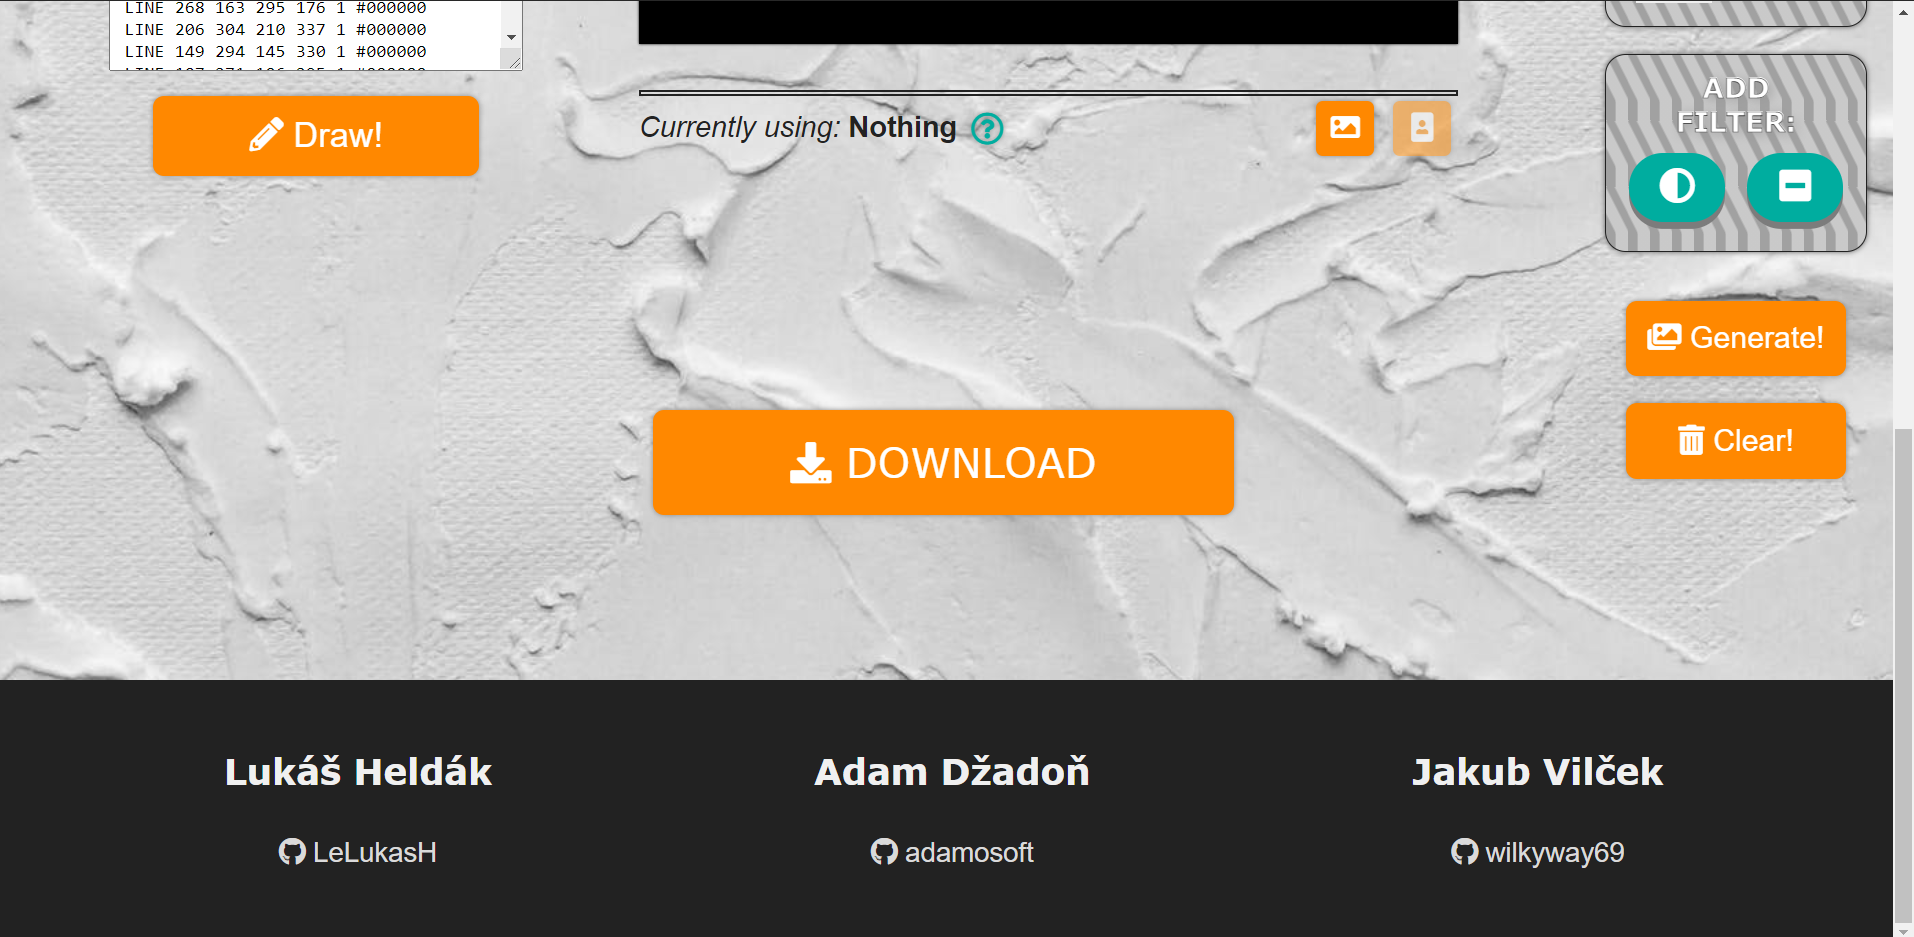 LINE 268 163 295 176 1 #000000
LINE 206 304 210 337 1 #000000
LINE 149 294 145 330 1 #000000
Draw!
Currently using: Nothing
ADD
FILTER:
Generate!
Clear!
DOWNLOAD
Lukáš Heldák
Adam Džadoň
Jakub Vilček
LeLukasH
adamosoft
wilkyway69